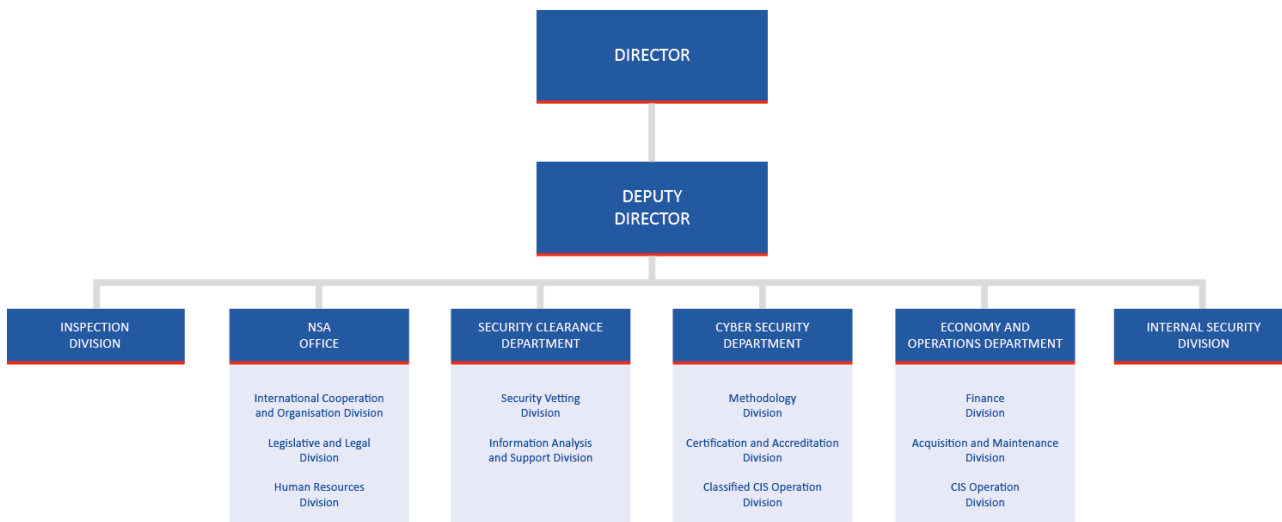 DIRECTOR
DEPUTY
DIRECTOR
INSPECTION
DIVISION
NSA
OFFICE
International Cooperation
and Organisation Division
Legislative and Legal
Division
Human Resources
Division
SECURITY CLEARANCE
DEPARTMENT
Security Vetting
Division
Information Analysis
and Support Division
CYBER SECURITY
DEPARTMENT
Methodology
Division
Certification and Accreditation
Division
Classified CIS Operation
Division
ECONOMY AND
OPERATIONS DEPARTMENT
Finance
Division
Acquisition and Maintenance
Division
CIS Operation
Division
INTERNAL SECURITY
DIVISION